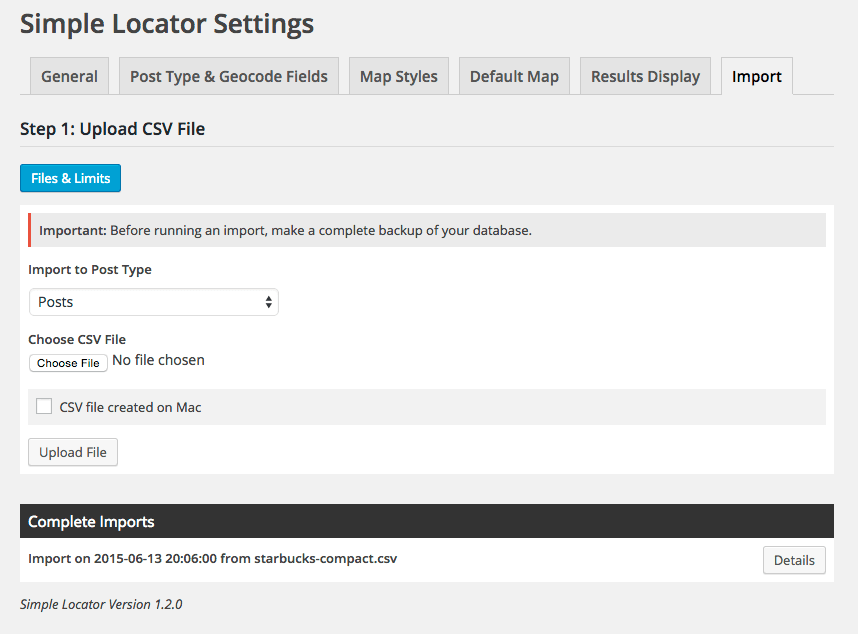 Simple Locator Settings
General Post Type & Geocode Fields Map Styles Default Map Results Display Import
Step 1: Upload CSV File
Files & Limits
Important: Before running an import, make a complete backup of your database.
Import to Post Type
Posts
Choose CSV File
Choose File No file chosen
CSV file created on Mac
Upload File
Complete Imports
Import on 2015-06-13 20:06:00 from starbucks-compact.csv Details
Simple Locator Version 1.2.0